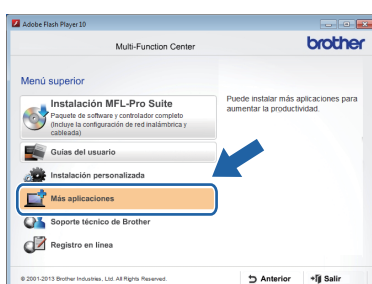 Adobe Flash Player 10
Multi-Function Center
brother
Menú superior
Instalación MFL-Pro Suite
Paquete de software y controlador completo
(Incluye la configuración de red inalámbrica y
cableada)
Puede instalar más aplicaciones para
aumentar la productividad.
Guías del usuario
Instalación personalizada
Más aplicaciones
Soporte técnico de Brother
Registro en línea
© 2001-2013 Brother Industries, Ltd. All Rights Reserved.
Anterior
Salir